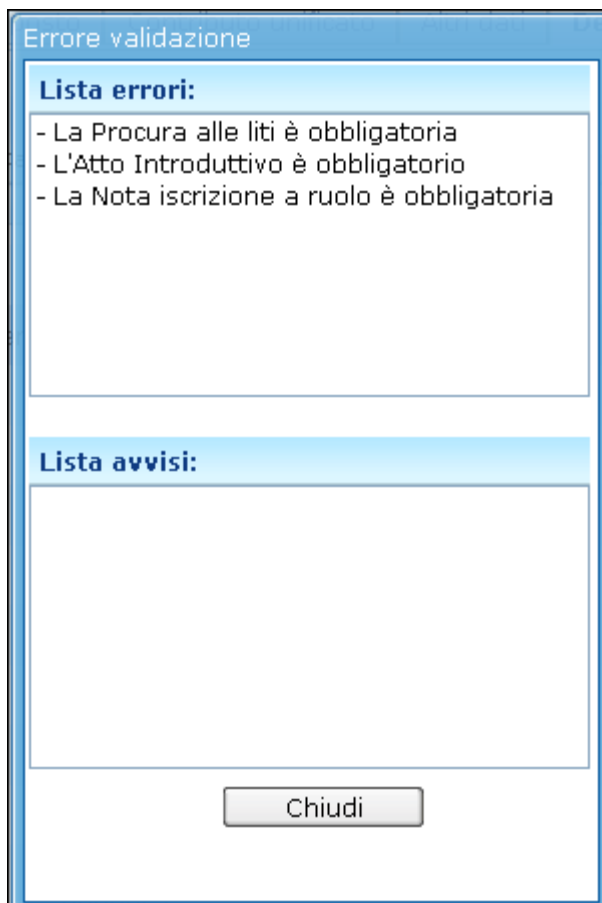 Errore validazione
Lista errori:
- La Procura alle liti è obbligatoria
- L'Atto Introduttivo è obbligatorio
- La Nota iscrizione a ruolo è obbligatoria
Lista avvisi:
Chiudi